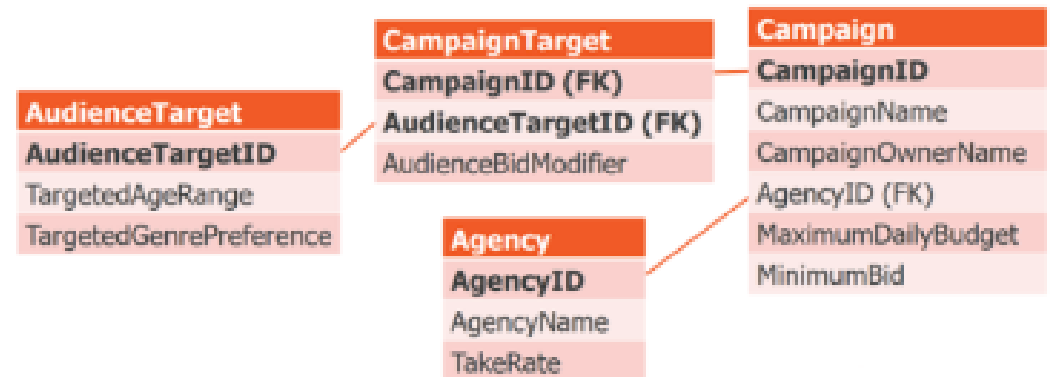 AudienceTarget
AudienceTargetID
TargetedAgeRange
TargetedGenrePreference
CampaignTarget
CampaignID (FK)
AudienceTargetID (FK)
AudienceBidModifier
Agency
AgencyID
AgencyName
TakeRate
Campaign
CampaignID
CampaignName
CampaignOwnerName
AgencyID (FK)
MaximumDailyBudget
MinimumBid